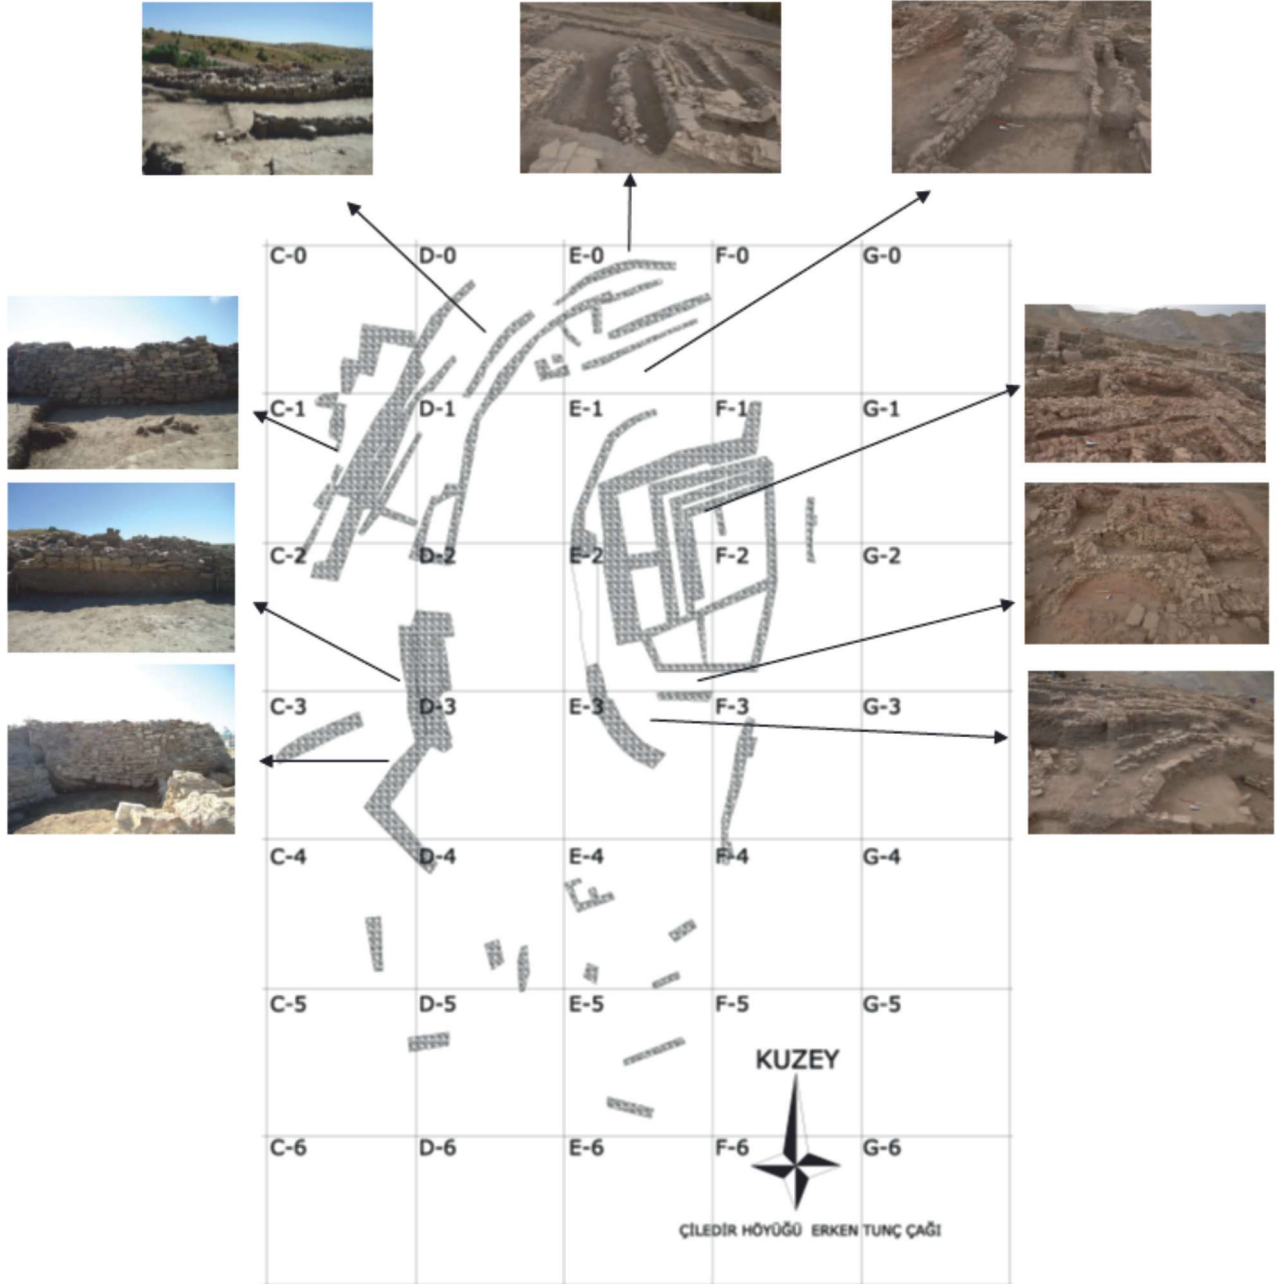 C-0 D-0 E-0 F-0 G-0
C-1 D-1 E-1 F-1 G-1
C-2 D-2 E-2 F-2 G-2
C-3 D-3 E-3 F-3 G-3
C-4 D-4 E-4 F-4 G-4
C-5 D-5 E-5 F-5 G-5
KUZEY
C-6 D-6 E-6 F-6 G-6
ÇİLEDİR HÖYÜĞÜ ERKEN TUNÇ ÇAĞI